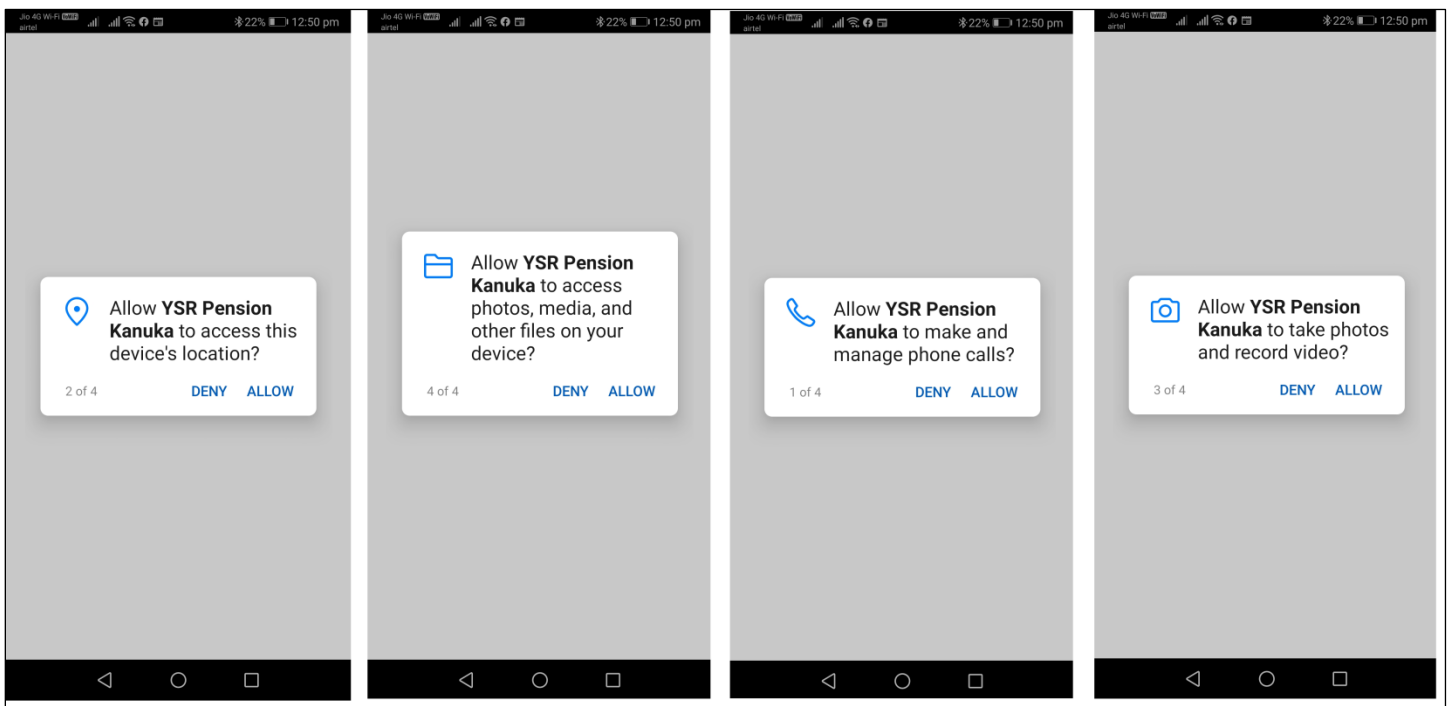 Jio 4G Wi-Fi VoWiFi
airtel
22% 12:50 pm
Allow YSR Pension
Kanuka to access this
device's location?
2 of 4 DENY ALLOW
Jio 4G Wi-Fi VoWiFi
airtel
22% 12:50 pm
Allow YSR Pension
Kanuka to access
photos, media, and
other files on your
device?
4 of 4 DENY ALLOW
Jio 4G Wi-Fi VoWiFi
airtel
22% 12:50 pm
Allow YSR Pension
Kanuka to make and
manage phone calls?
1 of 4 DENY ALLOW
Jio 4G Wi-Fi VoWiFi
airtel
22% 12:50 pm
Allow YSR Pension
Kanuka to take photos
and record video?
3 of 4 DENY ALLOW